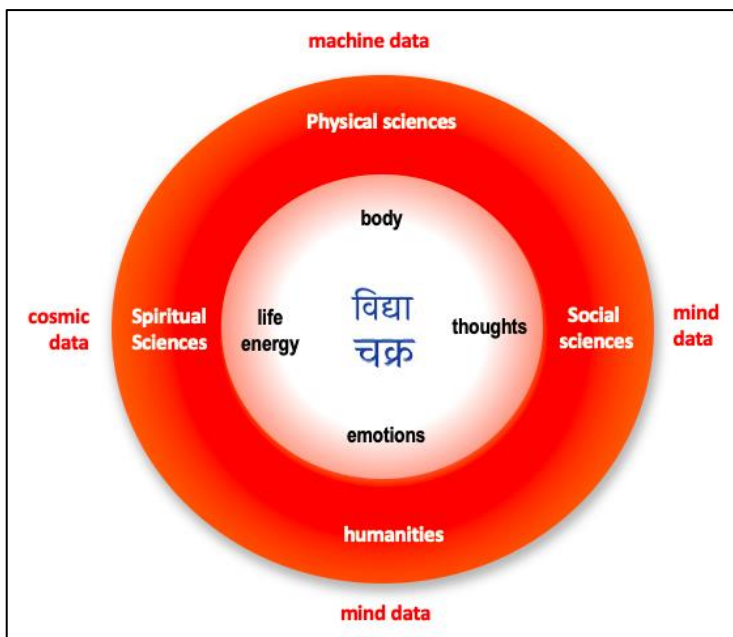 machine data
Physical sciences
body
cosmic
data
Spiritual
Sciences
life
energy
विद्या
चक्र
thoughts
Social
sciences
mind
data
emotions
humanities
mind data